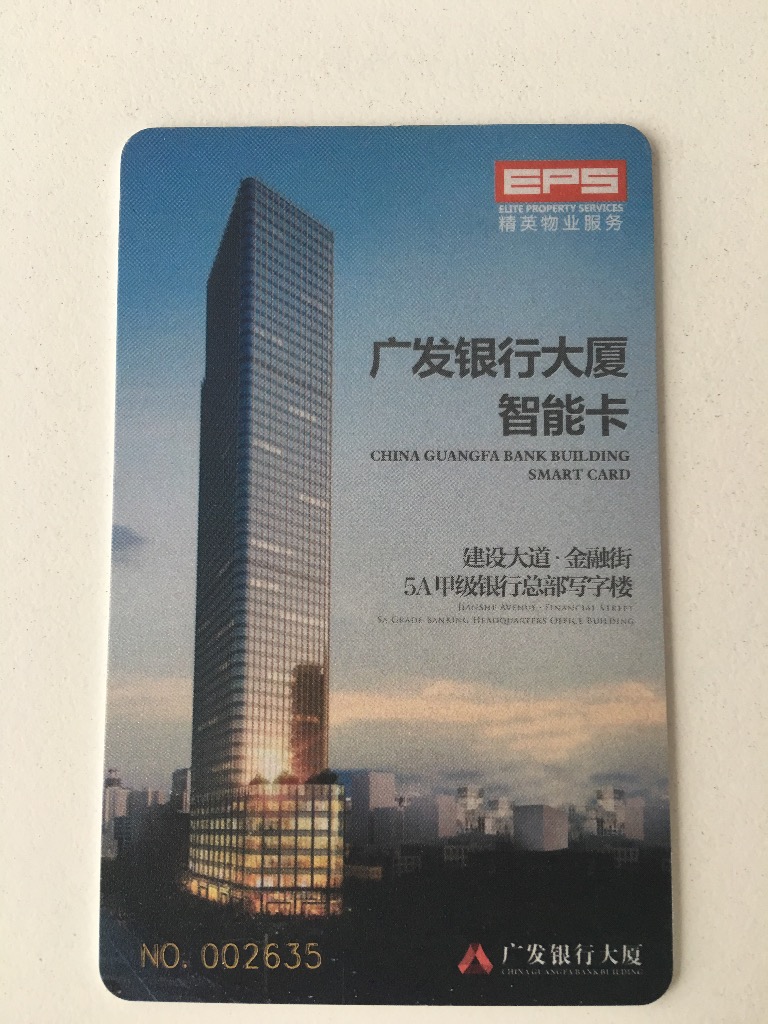 EPS
ELITE PROPERTY SERVICES
精英物业服务
广发银行大厦
智能卡
CHINA GUANGFA BANK BUILDING
SMART CARD
建设大道·金融街
5A甲级银行总部写字楼
JIANSHE AVENUE · FINANCIAL STREET
5A GRADE BANKING HEADQUARTERS OFFICE BUILDING
NO. 002635
广发银行大厦
CHINA GUANGFA BANK BUILDING